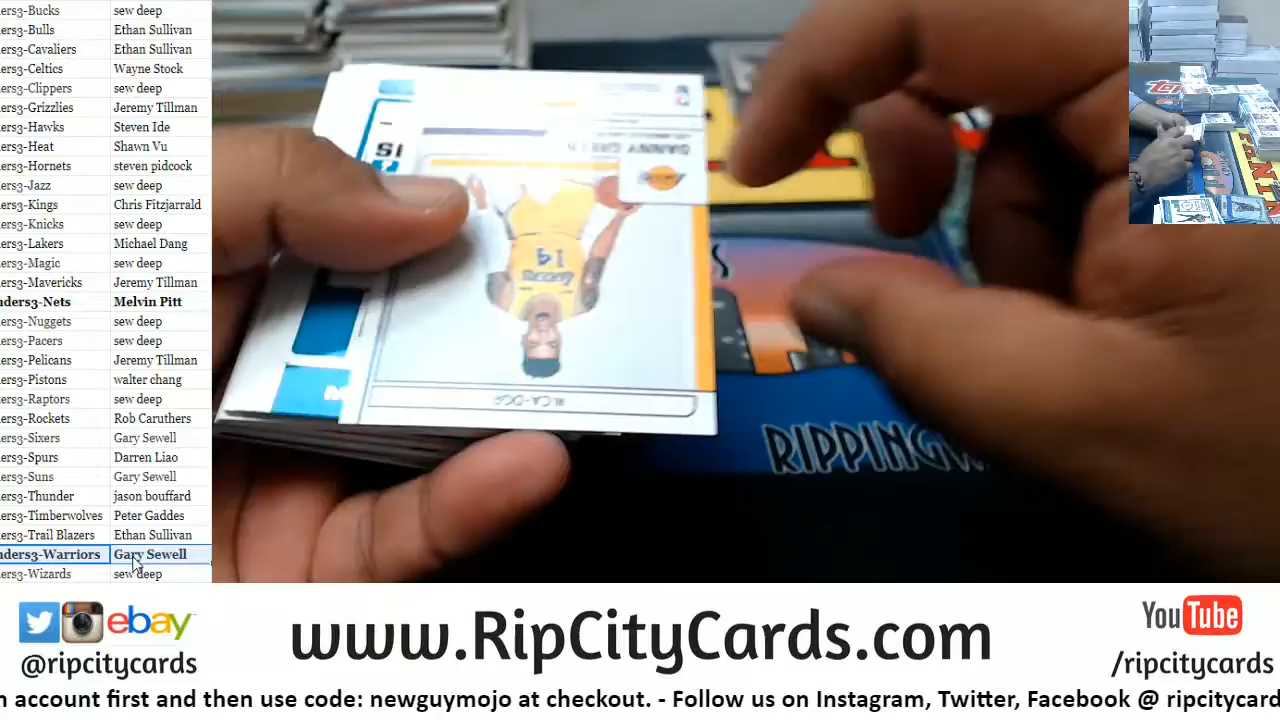 ers3-Bucks sew deep
ers3-Bulls Ethan Sullivan
ers3-Cavaliers Ethan Sullivan
ers3-Celtics Wayne Stock
ers3-Clippers sew deep
ers3-Grizzlies Jeremy Tillman
ers3-Hawks Steven Ide
ers3-Heat Shawn Vu
ers3-Hornets steven pidcock
ers3-Jazz sew deep
ers3-Kings Chris Fitzjarrald
ers3-Knicks sew deep
ers3-Lakers Michael Dang
ers3-Magic sew deep
ers3-Mavericks Jeremy Tillman
nders3-Nets Melvin Pitt
ers3-Nuggets sew deep
ers3-Pacers sew deep
ers3-Pelicans Jeremy Tillman
ers3-Pistons walter chang
ers3-Raptors sew deep
ers3-Rockets Rob Caruthers
ers3-Sixers Gary Sewell
ers3-Spurs Darren Liao
ers3-Suns Gary Sewell
ers3-Thunder jason bouffard
ers3-Timberwolves Peter Gaddes
ers3-Trail Blazers Ethan Sullivan
nders3-Warriors Gary Sewell
ers3-Wizards sew deep
DANNY GREEN
14
RIPPINGW
ebay
@ripcitycards
www.RipCityCards.com
YouTube
/ripcitycards
n account first and then use code: newguymojo at checkout. - Follow us on Instagram, Twitter, Facebook @ ripcitycard